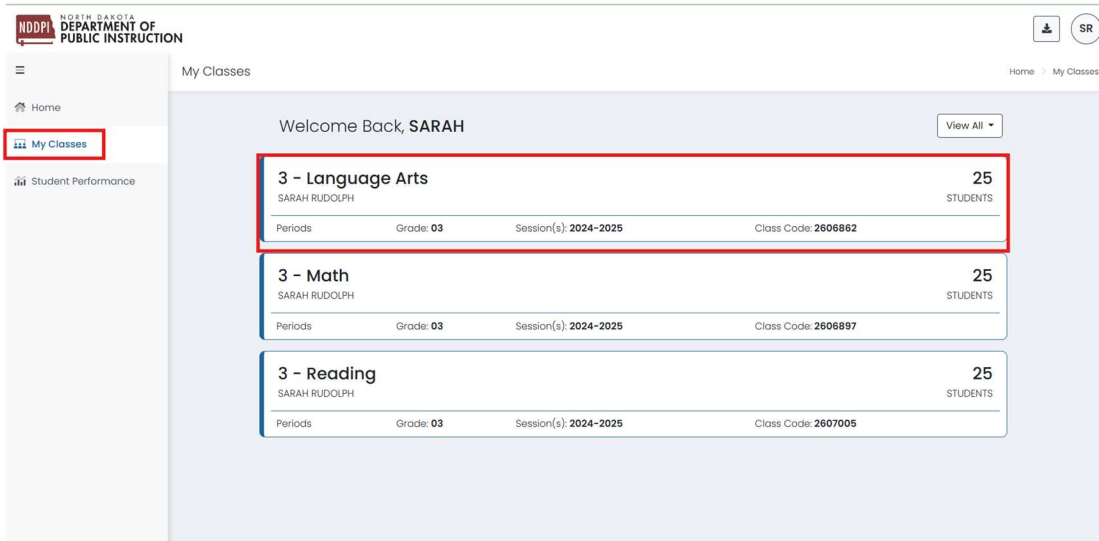 NDDPI
NORTH DAKOTA
DEPARTMENT OF
PUBLIC INSTRUCTION
SR
My Classes
Home > My Classes
Home
My Classes
Student Performance
Welcome Back, SARAH
View All
3 - Language Arts
25
SARAH RUDOLPH
STUDENTS
Periods Grade: 03 Session(s): 2024-2025 Class Code: 2606862
3 - Math
25
SARAH RUDOLPH
STUDENTS
Periods Grade: 03 Session(s): 2024-2025 Class Code: 2606897
3 - Reading
25
SARAH RUDOLPH
STUDENTS
Periods Grade: 03 Session(s): 2024-2025 Class Code: 2607005